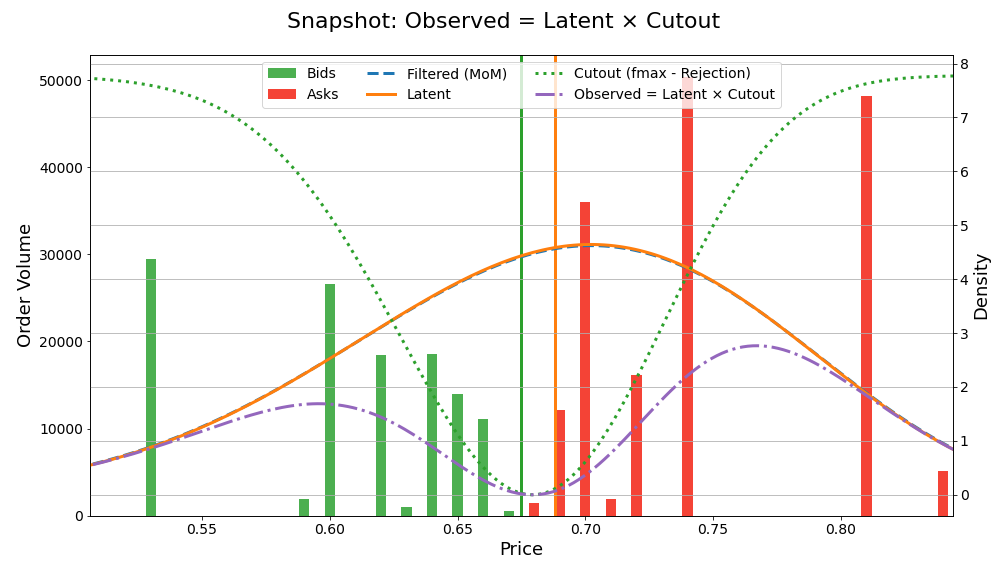 Snapshot: Observed = Latent × Cutout
Bids
Asks
Filtered (MoM)
Latent
Cutout (fmax - Rejection)
Observed = Latent × Cutout
Order Volume
50000
40000
30000
20000
10000
0
8
7
6
5
4
3
2
1
0
Density
0.55 0.60 0.65 0.70 0.75 0.80
Price